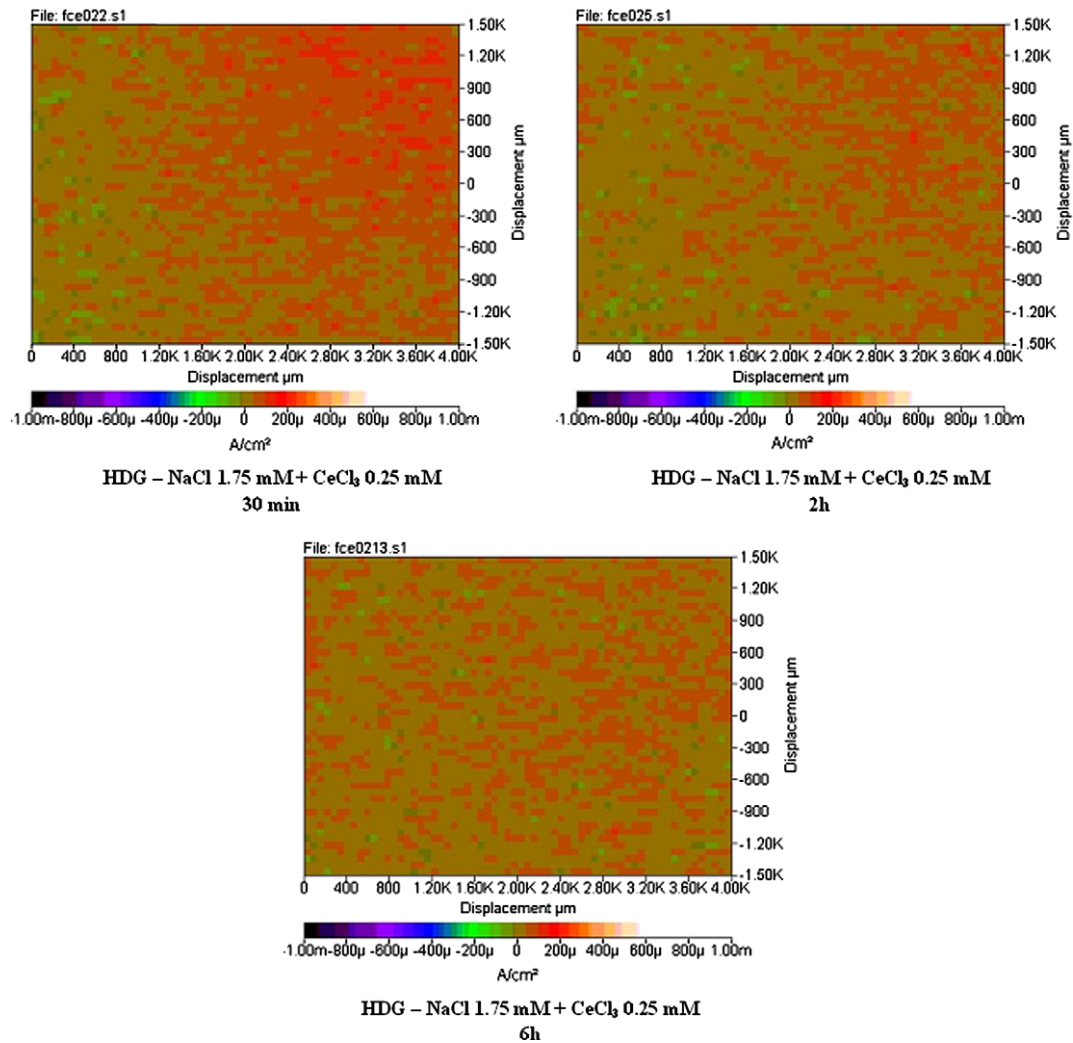 File: fce022.s1
1.50K
1.20K
900
600
300
0
-300
-600
-900
-1.20K
-1.50K
Displacement µm
0 400 800 1.20K 1.60K 2.00K 2.40K 2.80K 3.20K 3.60K 4.00K
Displacement µm
-1.00m -800µ -600µ -400µ -200µ 0 200µ 400µ 600µ 800µ 1.00m
A/cm²
HDG – NaCl 1.75 mM + CeCl₃ 0.25 mM
30 min
File: fce025.s1
1.50K
1.20K
900
600
300
0
-300
-600
-900
-1.20K
-1.50K
Displacement µm
0 400 800 1.20K 1.60K 2.00K 2.40K 2.80K 3.20K 3.60K 4.00K
Displacement µm
-1.00m -800µ -600µ -400µ -200µ 0 200µ 400µ 600µ 800µ 1.00m
A/cm²
HDG – NaCl 1.75 mM + CeCl₃ 0.25 mM
2h
File: fce0213.s1
1.50K
1.20K
900
600
300
0
-300
-600
-900
-1.20K
-1.50K
Displacement µm
0 400 800 1.20K 1.60K 2.00K 2.40K 2.80K 3.20K 3.60K 4.00K
Displacement µm
-1.00m -800µ -600µ -400µ -200µ 0 200µ 400µ 600µ 800µ 1.00m
A/cm²
HDG – NaCl 1.75 mM + CeCl₃ 0.25 mM
6h